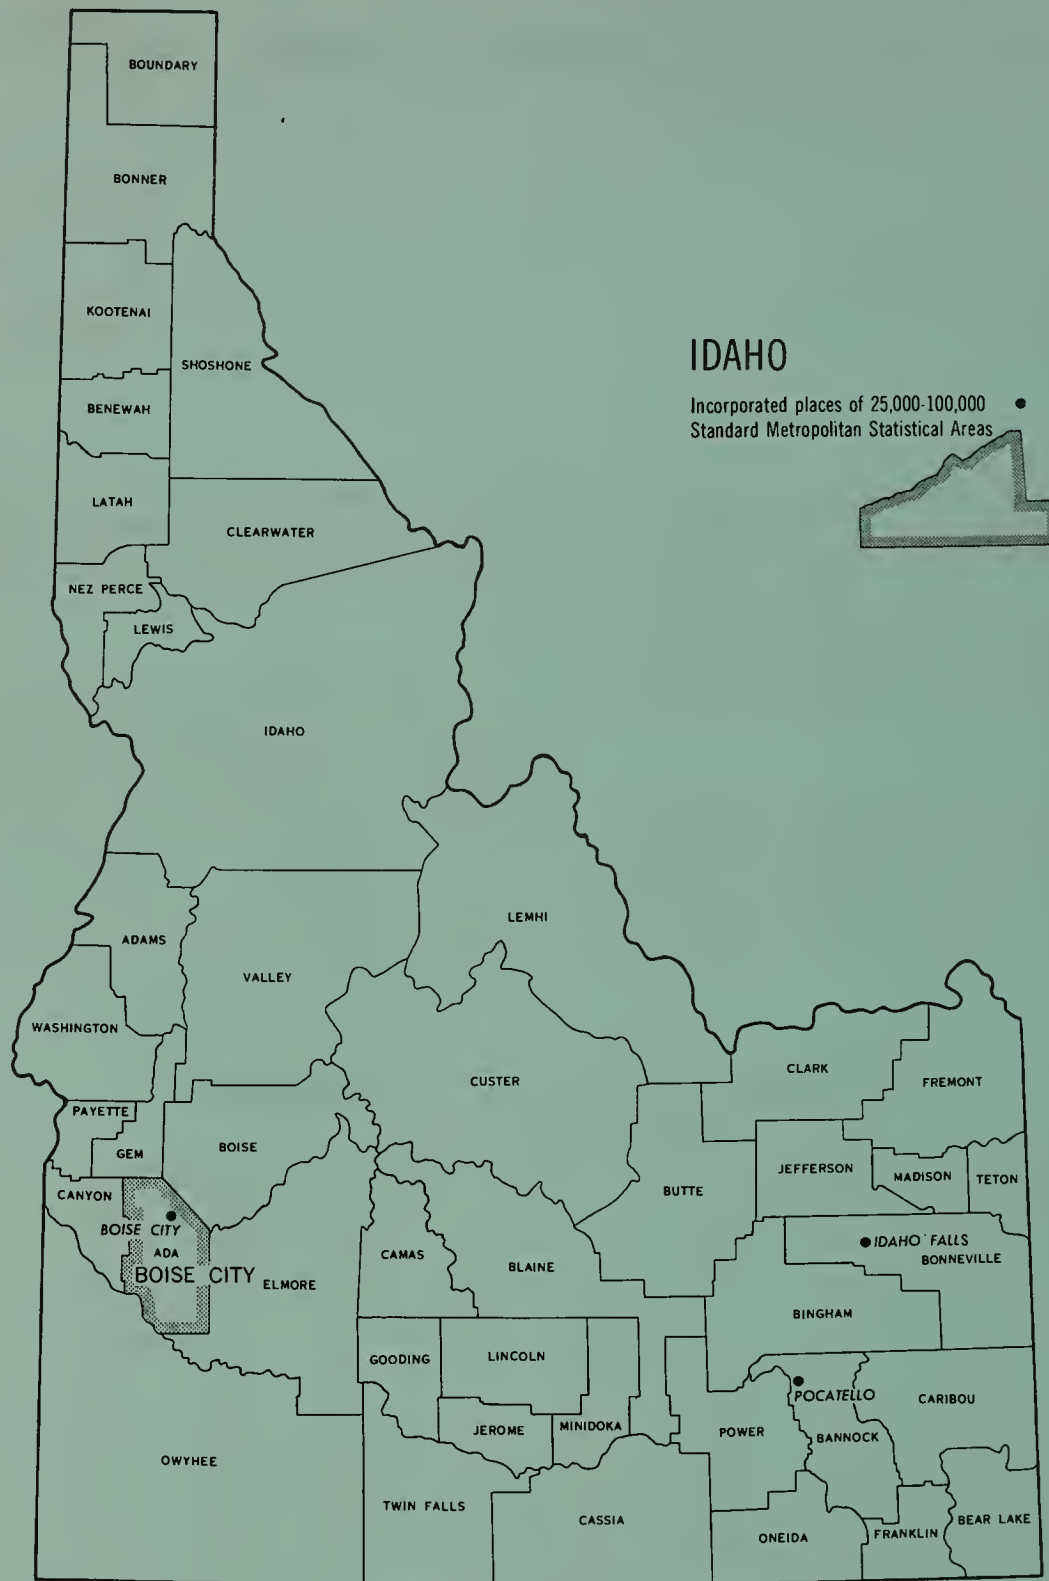 BOUNDARY
BONNER
KOOTENAI
SHOSHONE
IDAHO
Incorporated places of 25,000-100,000
Standard Metropolitan Statistical Areas
BENEWAH
LATAH
CLEARWATER
NEZ PERCE
LEWIS
IDAHO
LEMHI
ADAMS
VALLEY
WASHINGTON
CUSTER
CLARK
FREMONT
PAYETTE
BOISE
GEM
JEFFERSON
MADISON
TETON
BUTTE
CANYON
BOISE CITY
ADA
BOISE CITY
ELMORE
CAMAS
BLAINE
IDAHO FALLS
BONNEVILLE
BINGHAM
GOODING
LINCOLN
POCATELLO
CARIBOU
JEROME
MINIDOKA
POWER
BANNOCK
OWYHEE
TWIN FALLS
CASSIA
ONEIDA
FRANKLIN
BEAR LAKE